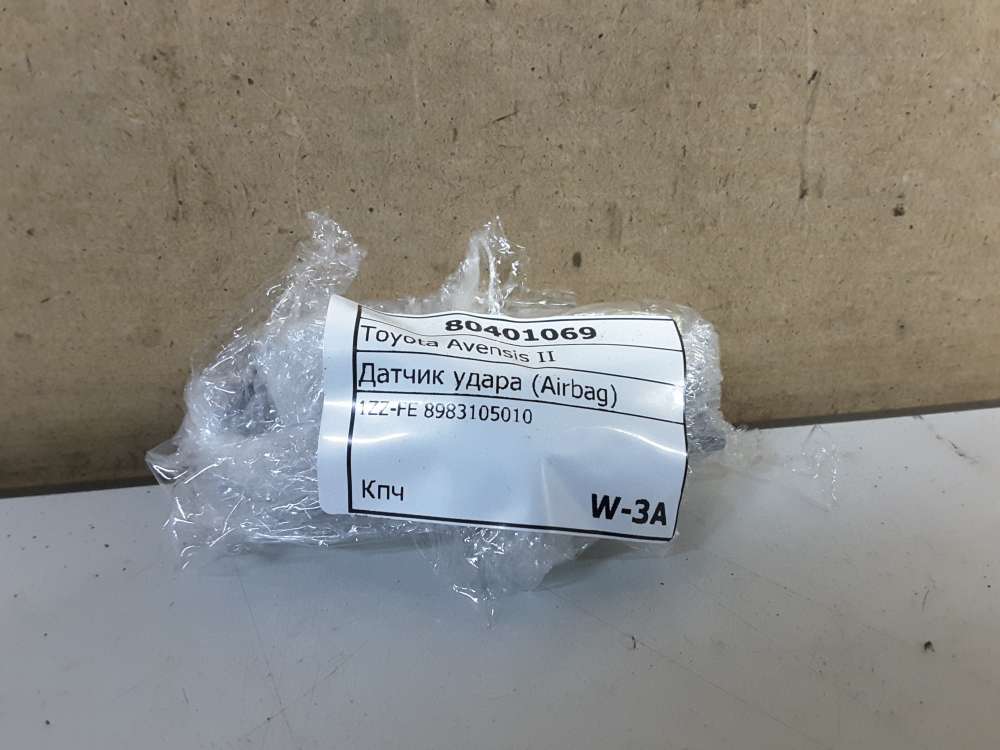 80401069
Toyota Avensis II
Датчик удара (Airbag)
1ZZ-FE 8983105010
Кпч
W-3A